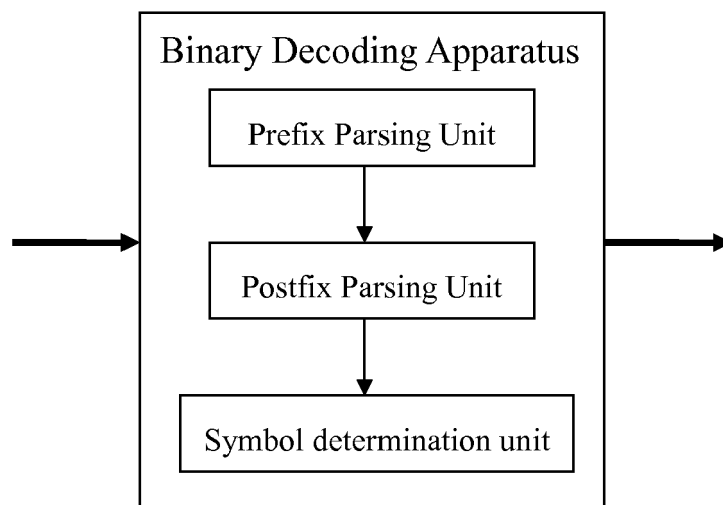 Binary Decoding Apparatus
Prefix Parsing Unit
Postfix Parsing Unit
Symbol determination unit